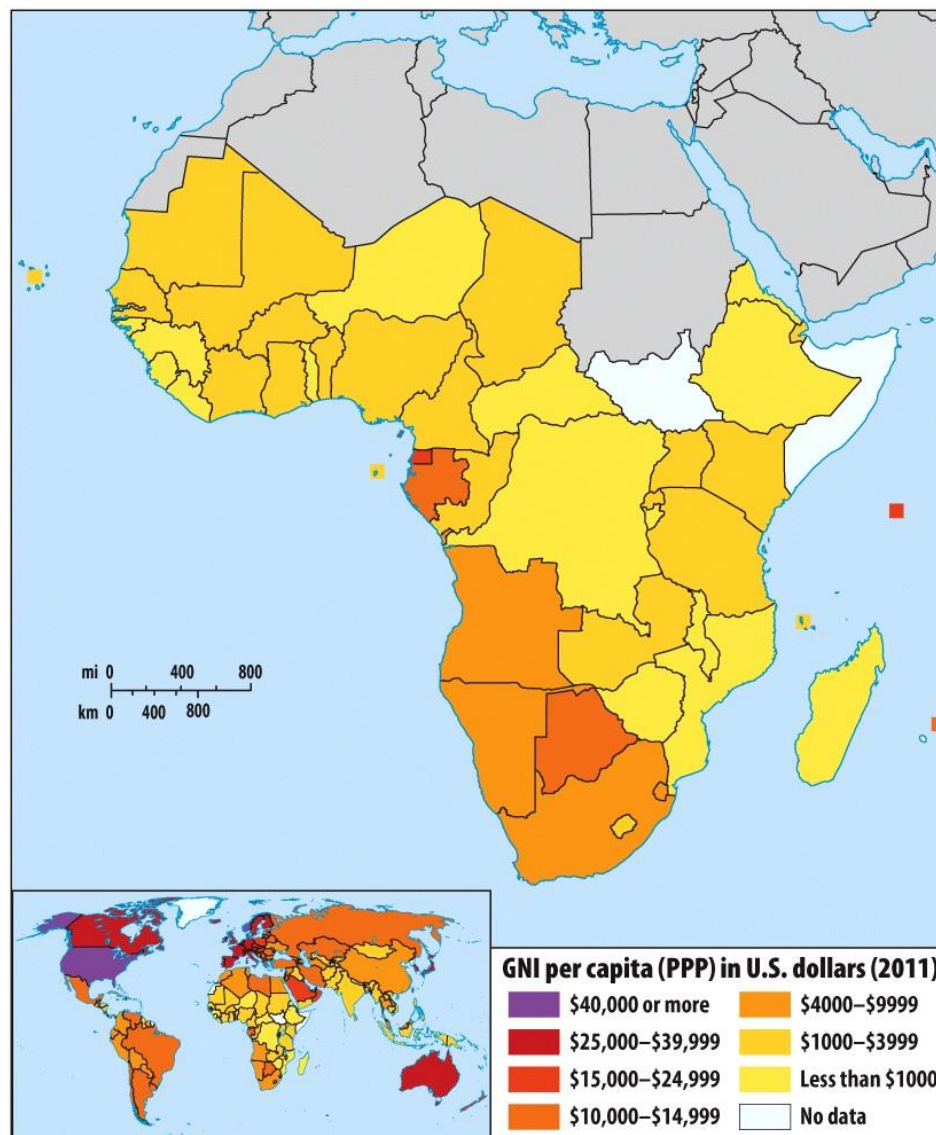 mi 0 400 800
km 0 400 800
GNI per capita (PPP) in U.S. dollars (2011)
$40,000 or more
$25,000–$39,999
$15,000–$24,999
$10,000–$14,999
$4000–$9999
$1000–$3999
Less than $1000
No data